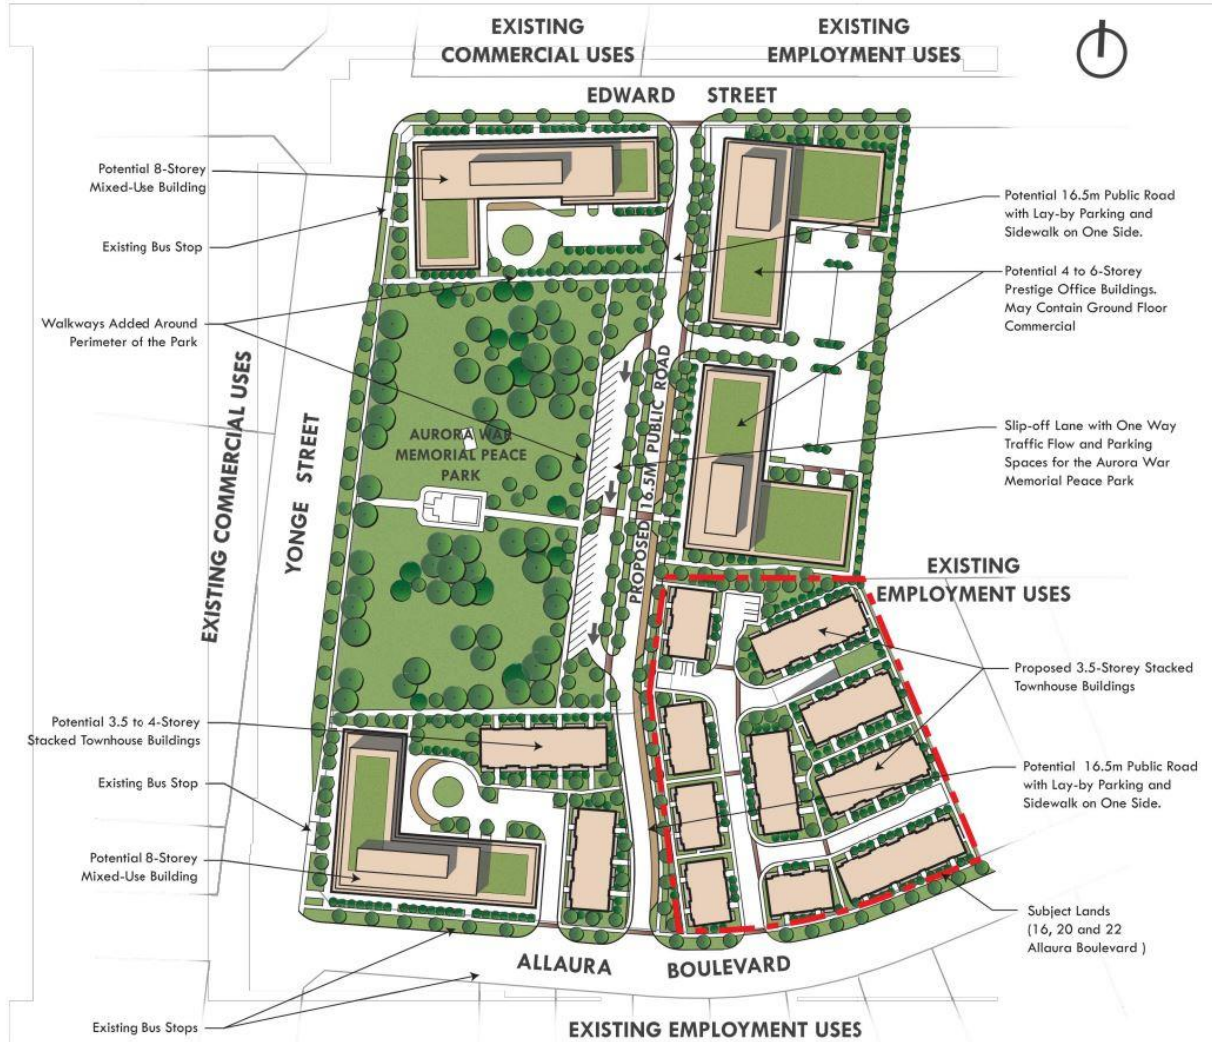 EXISTING
COMMERCIAL USES
EXISTING
EMPLOYMENT USES
EDWARD STREET
Potential 8-Storey
Mixed-Use Building
Existing Bus Stop
Walkways Added Around
Perimeter of the Park
EXISTING COMMERCIAL USES
YONGE STREET
AURORA WAR
MEMORIAL PEACE
PARK
PROPOSED 16.5M PUBLIC ROAD
Potential 16.5m Public Road
with Lay-by Parking and
Sidewalk on One Side.
Potential 4 to 6-Storey
Prestige Office Buildings.
May Contain Ground Floor
Commercial
Slip-off Lane with One Way
Traffic Flow and Parking
Spaces for the Aurora War
Memorial Peace Park
EXISTING
EMPLOYMENT USES
Proposed 3.5-Storey Stacked
Townhouse Buildings
Potential 3.5 to 4-Storey
Stacked Townhouse Buildings
Existing Bus Stop
Potential 8-Storey
Mixed-Use Building
Potential 16.5m Public Road
with Lay-by Parking and
Sidewalk on One Side.
Subject Lands
(16, 20 and 22
Allaura Boulevard )
ALLAURA BOULEVARD
Existing Bus Stops
EXISTING EMPLOYMENT USES